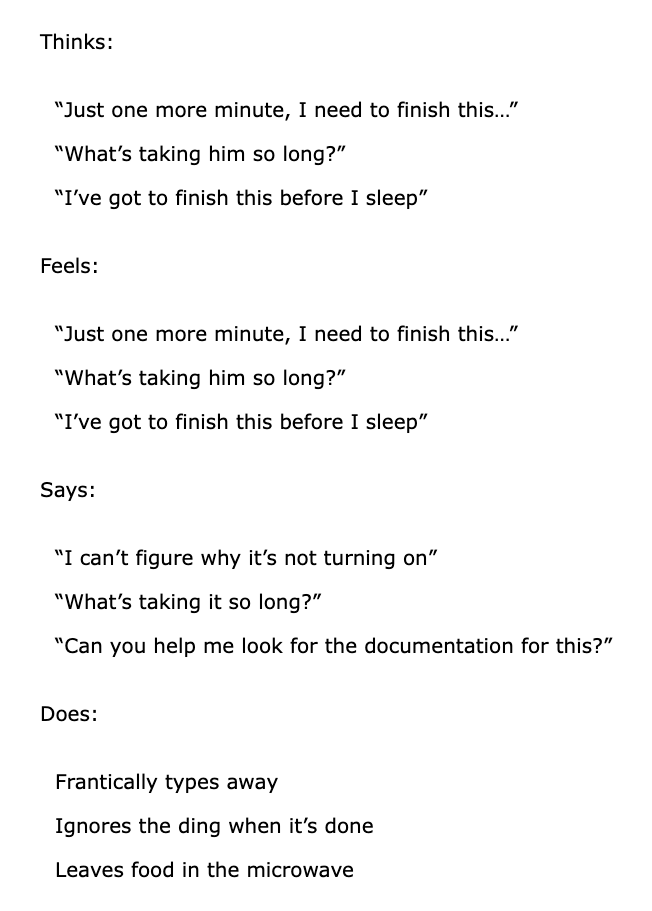 Thinks:
“Just one more minute, I need to finish this…”
“What’s taking him so long?”
“I’ve got to finish this before I sleep”
Feels:
“Just one more minute, I need to finish this…”
“What’s taking him so long?”
“I’ve got to finish this before I sleep”
Says:
“I can’t figure why it’s not turning on”
“What’s taking it so long?”
“Can you help me look for the documentation for this?”
Does:
Frantically types away
Ignores the ding when it’s done
Leaves food in the microwave